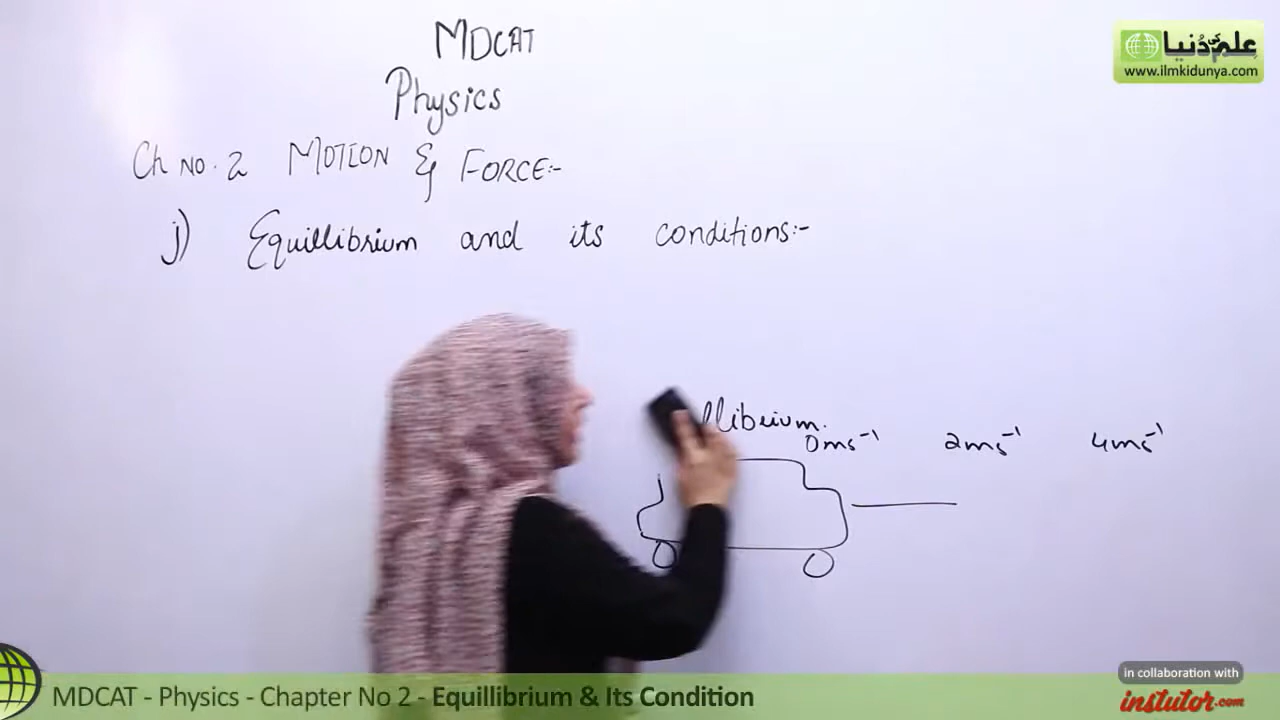 MDCAT
علم کی دُنیا
www.ilmkidunya.com
Physics
Ch No. 2 MOTION & FORCE:-
j) Equillibrium and its conditions:-
llibrium.
0ms⁻¹ 2ms⁻¹ 4ms⁻¹
in collaboration with
instutor.com
MDCAT - Physics - Chapter No 2 - Equillibrium & Its Condition